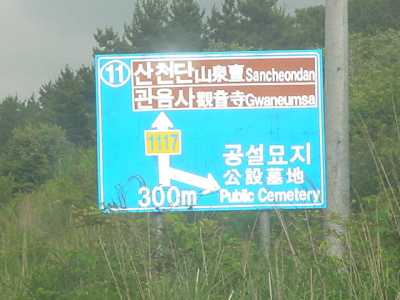 11 산천단 山泉壇 Sancheondan
관음사 觀音寺 Gwaneumsa
1117
공설묘지
公設墓地
300m Public Cemetery